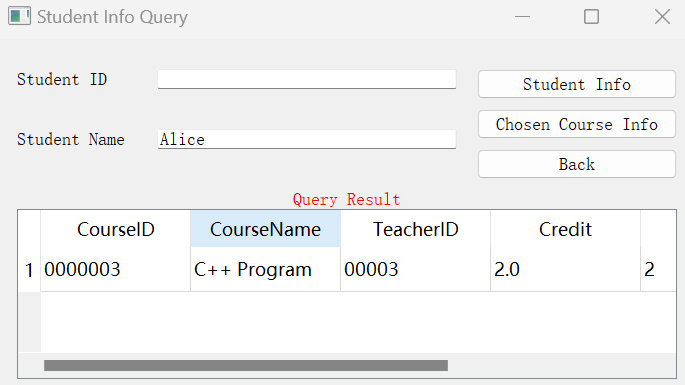 Student Info Query
Student ID
Student Info
Chosen Course Info
Student Name Alice
Back
Query Result
CourseID CourseName TeacherID Credit
1 0000003 C++ Program 00003 2.0 2